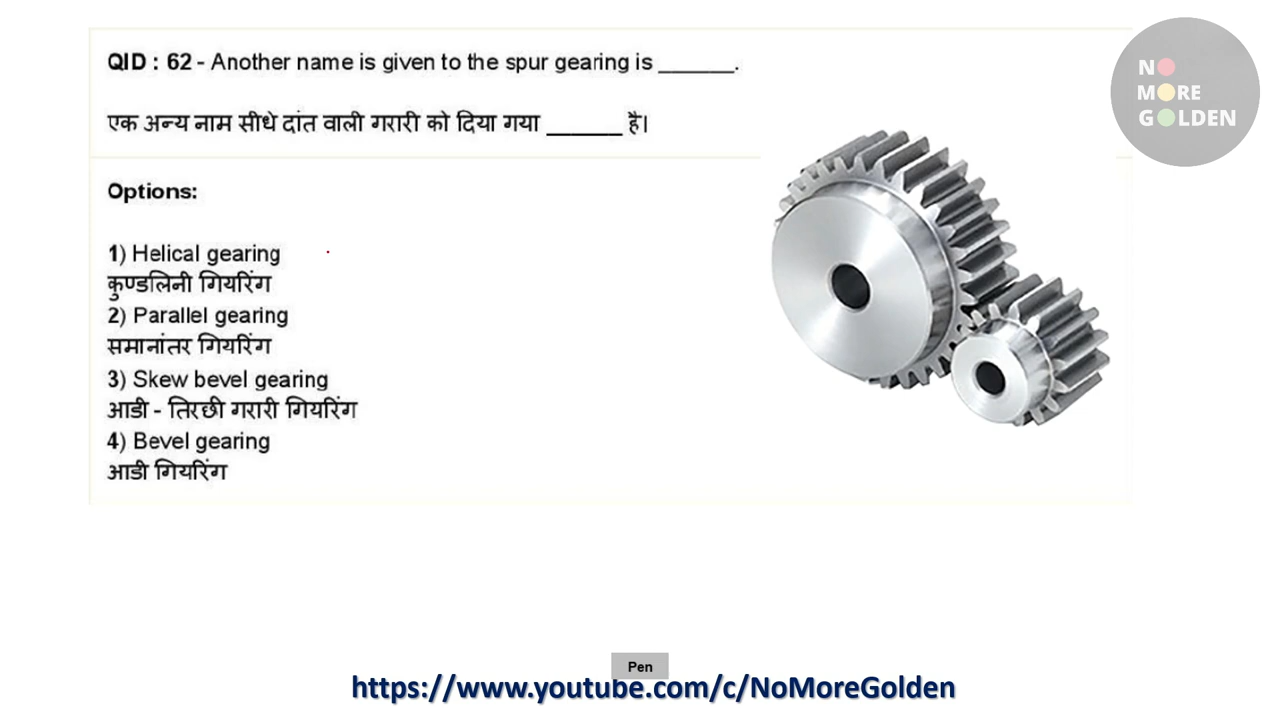 QID : 62 - Another name is given to the spur gearing is ______.
एक अन्य नाम सीधे दांत वाली गरारी को दिया गया ______ है।
Options:
1) Helical gearing
कुण्डलिनी गियरिंग
2) Parallel gearing
समानांतर गियरिंग
3) Skew bevel gearing
आडी - तिरछी गरारी गियरिंग
4) Bevel gearing
आडी गियरिंग
NO
MORE
GOLDEN
Pen
https://www.youtube.com/c/NoMoreGolden